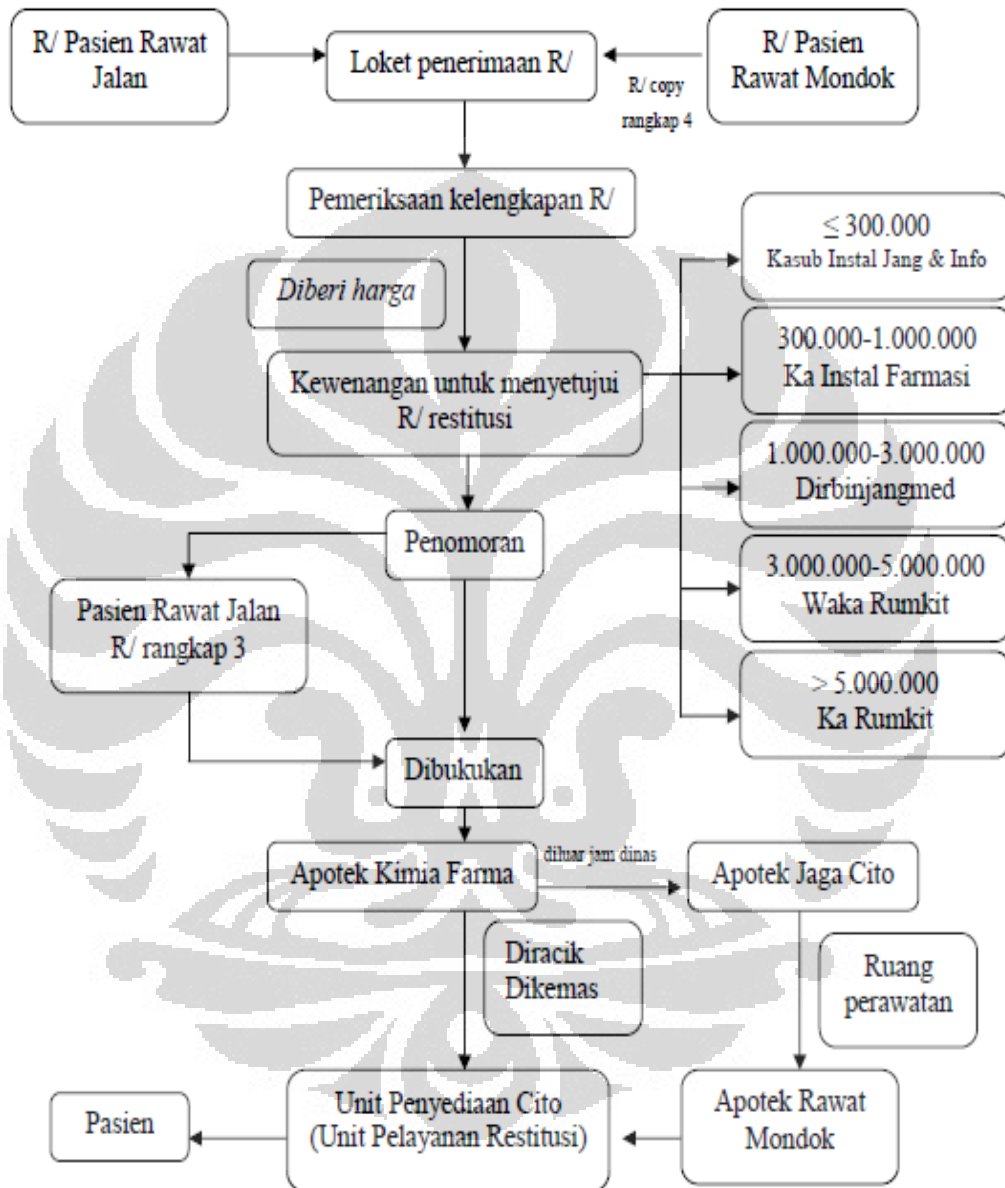 R/ Pasien Rawat
Jalan
Loket penerimaan R/
R/ Pasien
Rawat Mondok
R/ copy
rangkap 4
Pemeriksaan kelengkapan R/
≤ 300.000
Kasub Instal Jang & Info
Diberi harga
300.000-1.000.000
Ka Instal Farmasi
Kewenangan untuk menyetujui
R/ restitusi
1.000.000-3.000.000
Dirbinjangmed
Penomoran
3.000.000-5.000.000
Waka Rumkit
Pasien Rawat Jalan
R/ rangkap 3
> 5.000.000
Ka Rumkit
Dibukukan
Apotek Kimia Farma
diluar jam dinas
Apotek Jaga Cito
Diracik
Dikemas
Ruang
perawatan
Pasien
Unit Penyediaan Cito
(Unit Pelayanan Restitusi)
Apotek Rawat
Mondok